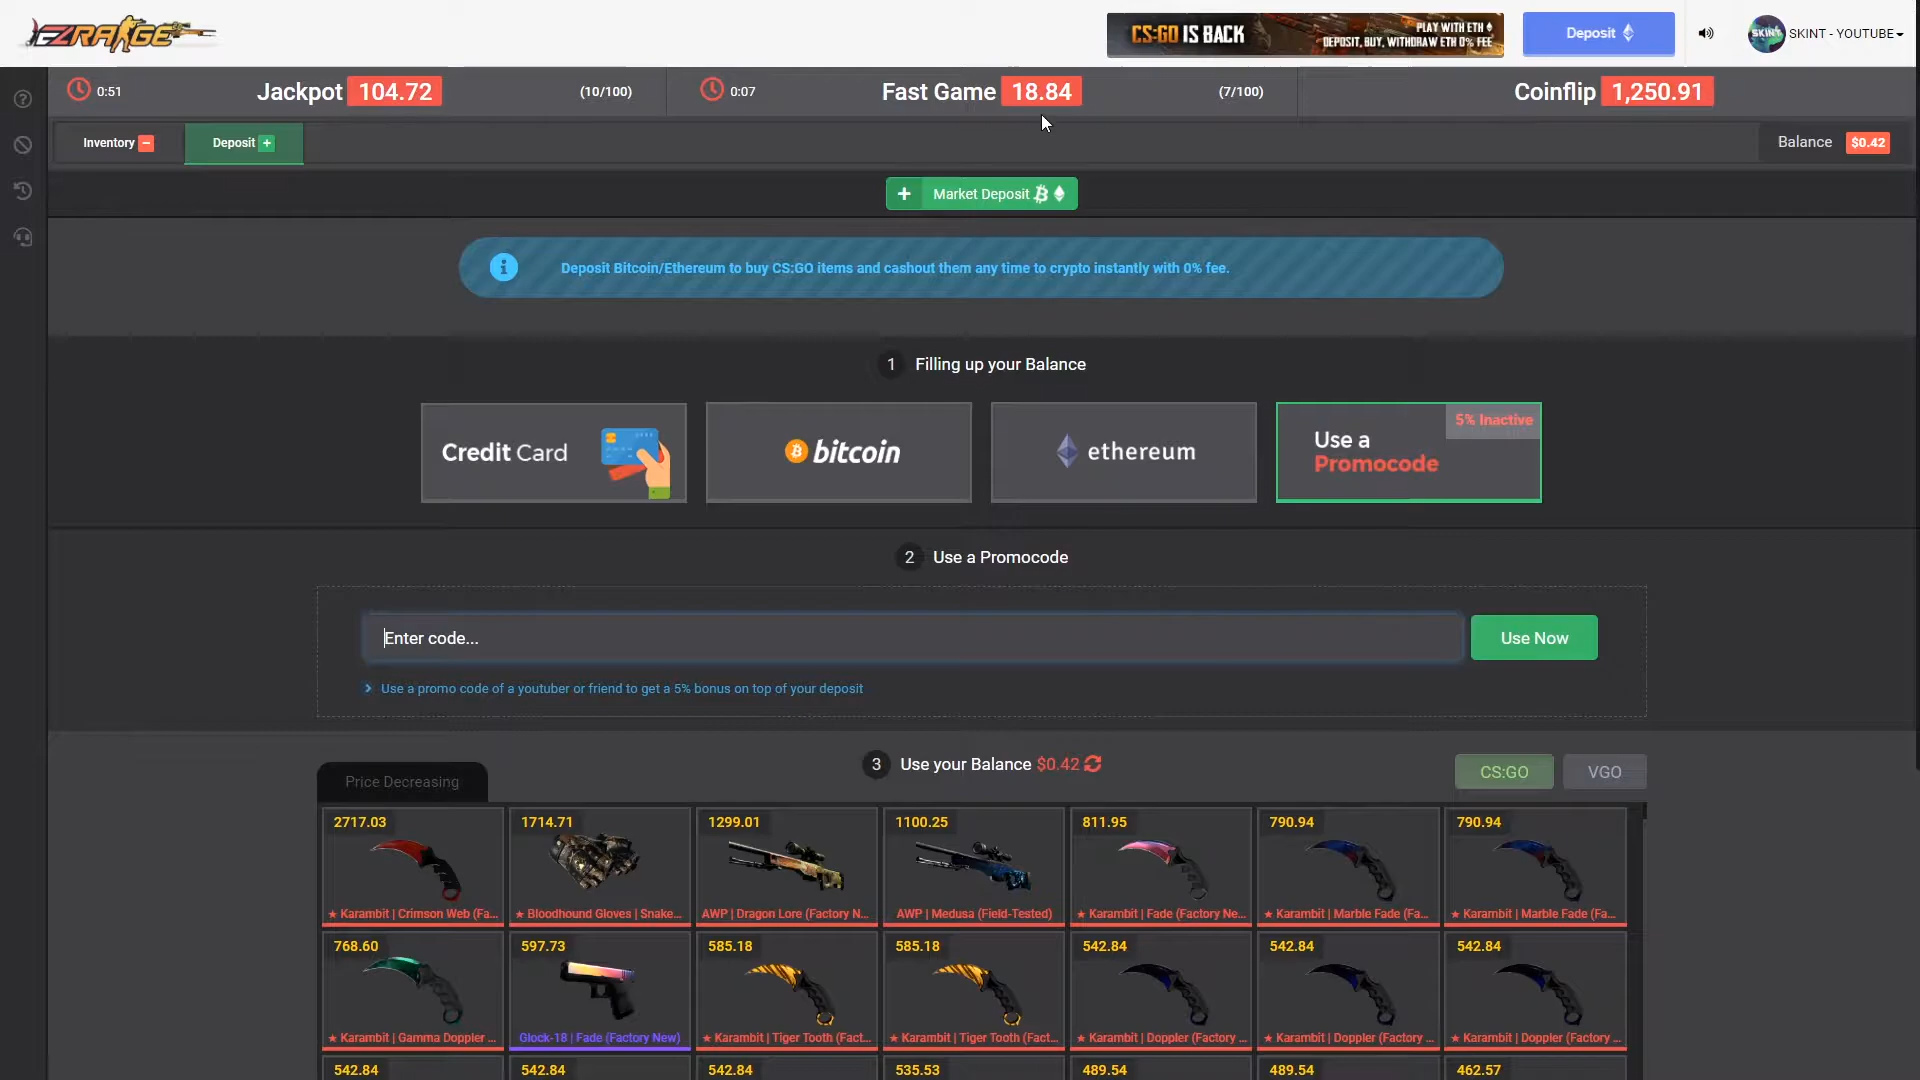 EZRAGE
CS:GO IS BACK
PLAY WITH ETH
DEPOSIT, BUY, WITHDRAW ETH 0% FEE
Deposit
SKINT
SKINT - YOUTUBE
0:51
Jackpot 104.72
(10/100)
0:07
Fast Game 18.84
(7/100)
Coinflip 1,250.91
Inventory
Deposit
Balance $0.42
+ Market Deposit
Deposit Bitcoin/Ethereum to buy CS:GO items and cashout them any time to crypto instantly with 0% fee.
1 Filling up your Balance
Credit Card
bitcoin
ethereum
5% Inactive
Use a
Promocode
2 Use a Promocode
Enter code...
Use Now
Use a promo code of a youtuber or friend to get a 5% bonus on top of your deposit
Price Decreasing
3 Use your Balance $0.42
CS:GO
VGO
2717.03 1714.71 1299.01 1100.25 811.95 790.94 790.94
★ Karambit | Crimson Web (Fa... ★ Bloodhound Gloves | Snake... AWP | Dragon Lore (Factory N... AWP | Medusa (Field-Tested) ★ Karambit | Fade (Factory Ne... ★ Karambit | Marble Fade (Fa... ★ Karambit | Marble Fade (Fa...
768.60 597.73 585.18 585.18 542.84 542.84 542.84
★ Karambit | Gamma Doppler ... Glock-18 | Fade (Factory New) ★ Karambit | Tiger Tooth (Fact... ★ Karambit | Tiger Tooth (Fact... ★ Karambit | Doppler (Factory ... ★ Karambit | Doppler (Factory ... ★ Karambit | Doppler (Factory ...
542.84 542.84 542.84 535.53 489.54 489.54 462.57